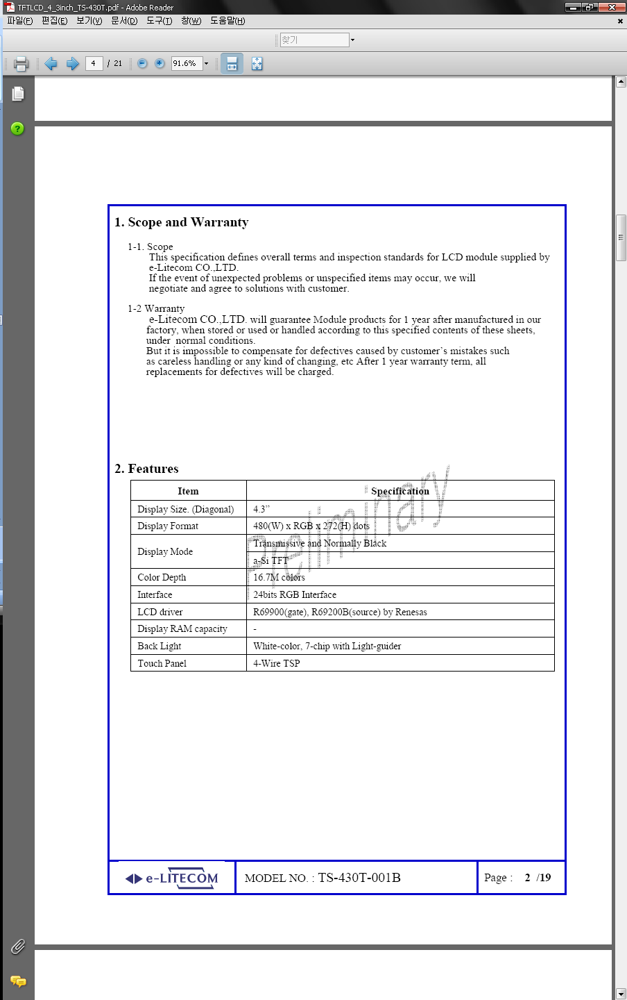 TFTLCD_4_3inch_TS-430T.pdf - Adobe Reader
파일(F) 편집(E) 보기(V) 문서(D) 도구(T) 창(W) 도움말(H)
찾기
4 / 21 91.6%
1. Scope and Warranty
1-1. Scope
This specification defines overall terms and inspection standards for LCD module supplied by
e-Litecom CO.,LTD.
If the event of unexpected problems or unspecified items may occur, we will
negotiate and agree to solutions with customer.
1-2 Warranty
e-Litecom CO.,LTD. will guarantee Module products for 1 year after manufactured in our
factory, when stored or used or handled according to this specified contents of these sheets,
under normal conditions.
But it is impossible to compensate for defectives caused by customer’s mistakes such
as careless handling or any kind of changing, etc After 1 year warranty term, all
replacements for defectives will be charged.
2. Features
Item Specification
Display Size. (Diagonal) 4.3”
Display Format 480(W) x RGB x 272(H) dots
Display Mode Transmissive and Normally Black
a-Si TFT
Color Depth 16.7M colors
Interface 24bits RGB Interface
LCD driver R69900(gate), R69200B(source) by Renesas
Display RAM capacity -
Back Light White-color, 7-chip with Light-guider
Touch Panel 4-Wire TSP
Preliminary
e-LITECOM MODEL NO. : TS-430T-001B Page : 2 /19